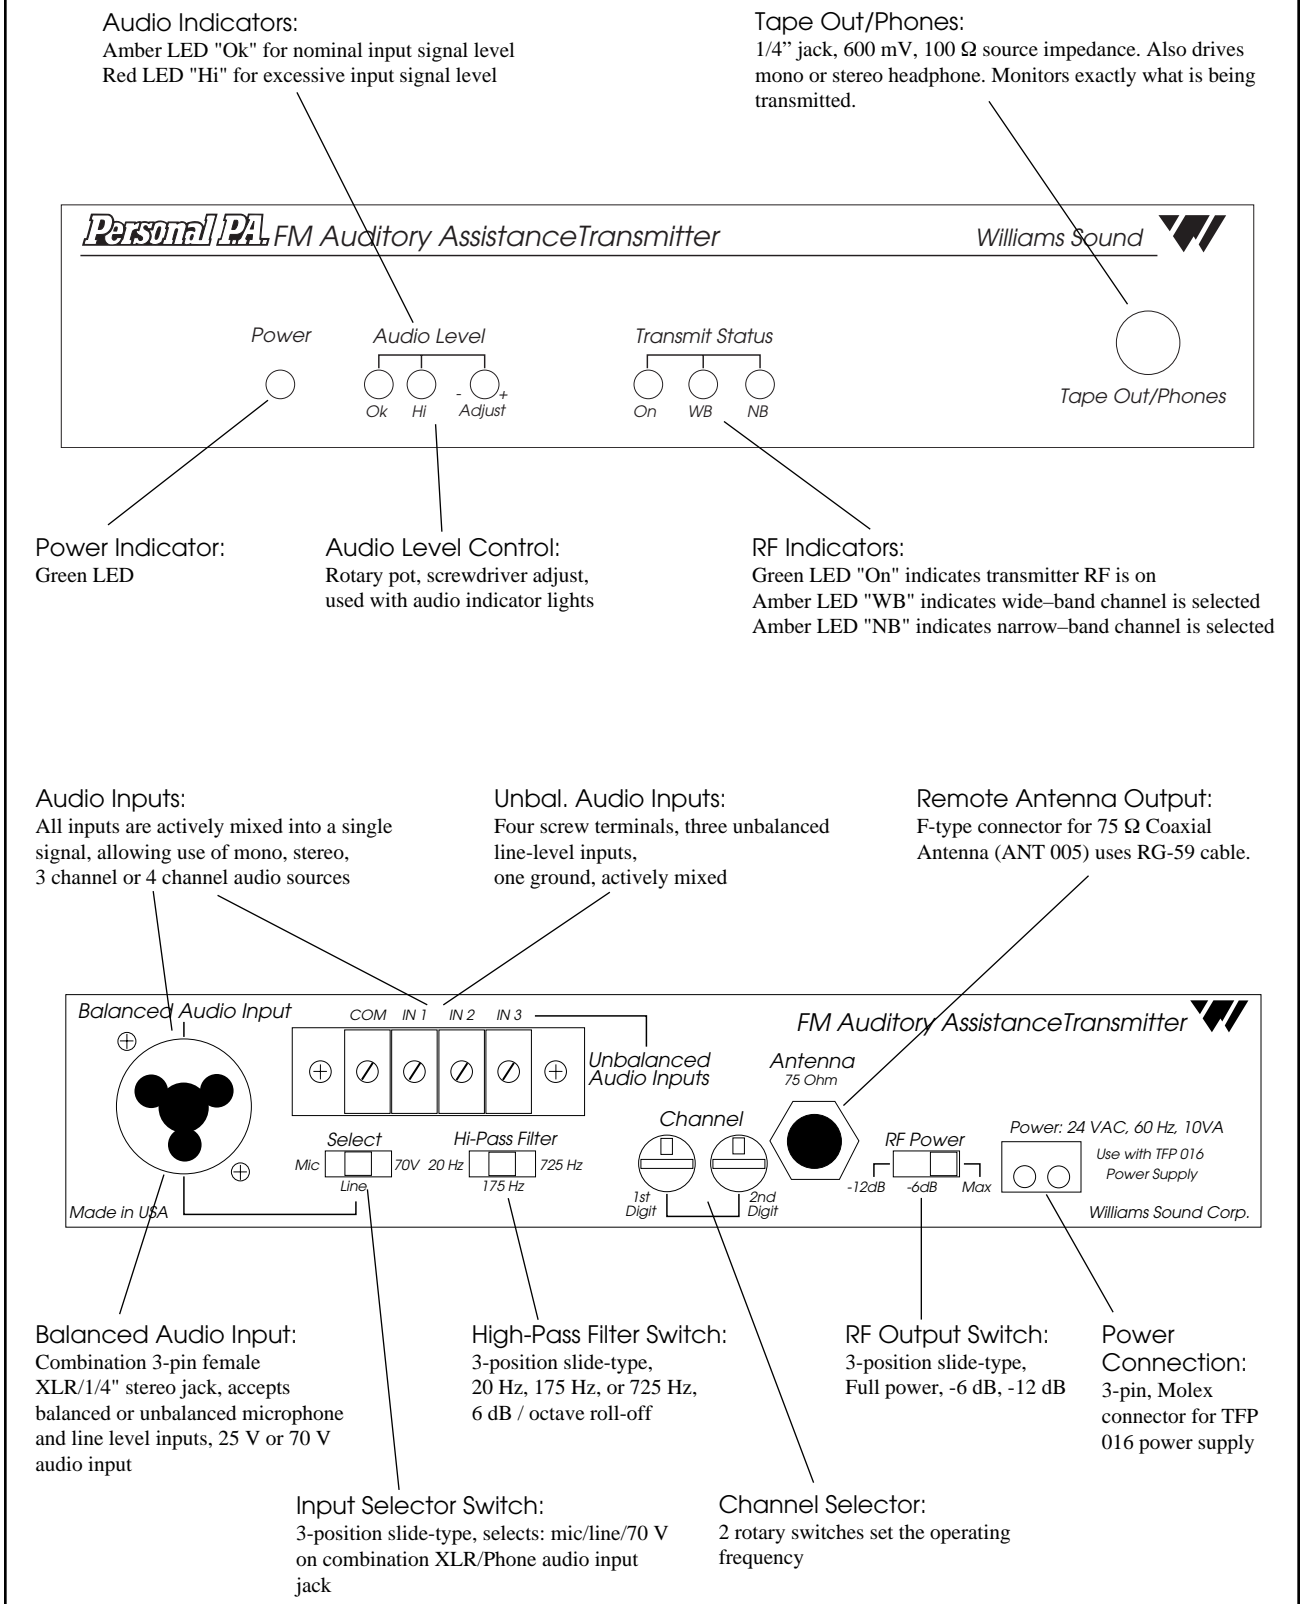 Audio Indicators:
Amber LED "Ok" for nominal input signal level
Red LED "Hi" for excessive input signal level
Tape Out/Phones:
1/4” jack, 600 mV, 100 Ω source impedance. Also drives
mono or stereo headphone. Monitors exactly what is being
transmitted.
Personal PA FM Auditory AssistanceTransmitter
Williams Sound
Power
Audio Level
Transmit Status
- +
Ok Hi Adjust
On WB NB
Tape Out/Phones
Power Indicator:
Green LED
Audio Level Control:
Rotary pot, screwdriver adjust,
used with audio indicator lights
RF Indicators:
Green LED "On" indicates transmitter RF is on
Amber LED "WB" indicates wide–band channel is selected
Amber LED "NB" indicates narrow–band channel is selected
Audio Inputs:
All inputs are actively mixed into a single
signal, allowing use of mono, stereo,
3 channel or 4 channel audio sources
Unbal. Audio Inputs:
Four screw terminals, three unbalanced
line-level inputs,
one ground, actively mixed
Remote Antenna Output:
F-type connector for 75 Ω Coaxial
Antenna (ANT 005) uses RG-59 cable.
Balanced Audio Input
COM IN 1 IN 2 IN 3
FM Auditory AssistanceTransmitter
Unbalanced
Audio Inputs
Antenna
75 Ohm
Channel
1st
Digit
2nd
Digit
Select
Mic 70V
Line
Hi-Pass Filter
20 Hz 725 Hz
175 Hz
RF Power
-12dB -6dB Max
Power: 24 VAC, 60 Hz, 10VA
Use with TFP 016
Power Supply
Made in USA
Williams Sound Corp.
Balanced Audio Input:
Combination 3-pin female
XLR/1/4" stereo jack, accepts
balanced or unbalanced microphone
and line level inputs, 25 V or 70 V
audio input
High-Pass Filter Switch:
3-position slide-type,
20 Hz, 175 Hz, or 725 Hz,
6 dB / octave roll-off
RF Output Switch:
3-position slide-type,
Full power, -6 dB, -12 dB
Power
Connection:
3-pin, Molex
connector for TFP
016 power supply
Input Selector Switch:
3-position slide-type, selects: mic/line/70 V
on combination XLR/Phone audio input
jack
Channel Selector:
2 rotary switches set the operating
frequency